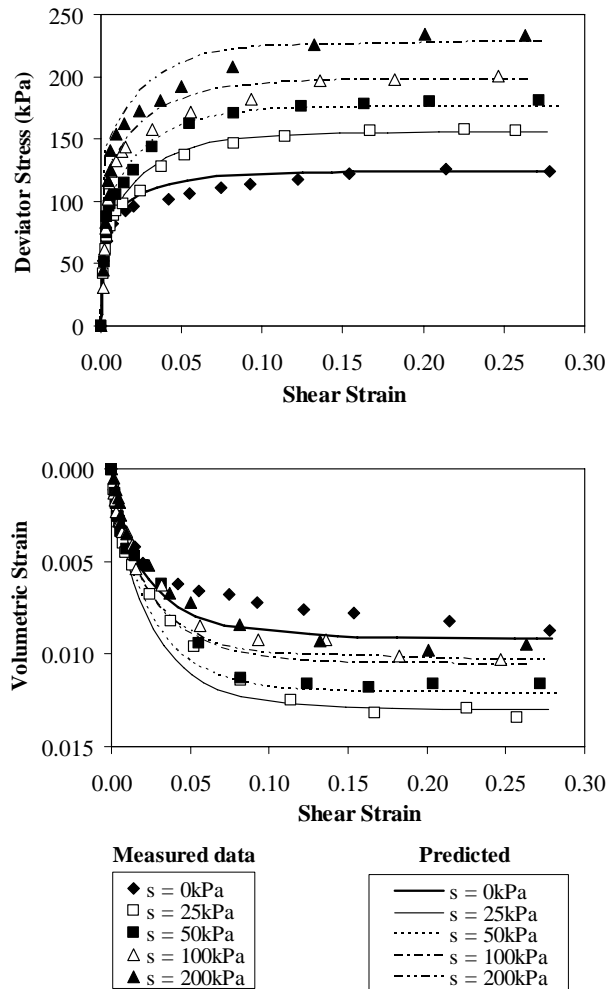 Deviator Stress (kPa)
250
200
150
100
50
0
0.00 0.05 0.10 0.15 0.20 0.25 0.30
Shear Strain
Volumetric Strain
0.000
0.005
0.010
0.015
0.00 0.05 0.10 0.15 0.20 0.25 0.30
Shear Strain
Measured data
s = 0kPa
s = 25kPa
s = 50kPa
s = 100kPa
s = 200kPa
Predicted
s = 0kPa
s = 25kPa
s = 50kPa
s = 100kPa
s = 200kPa